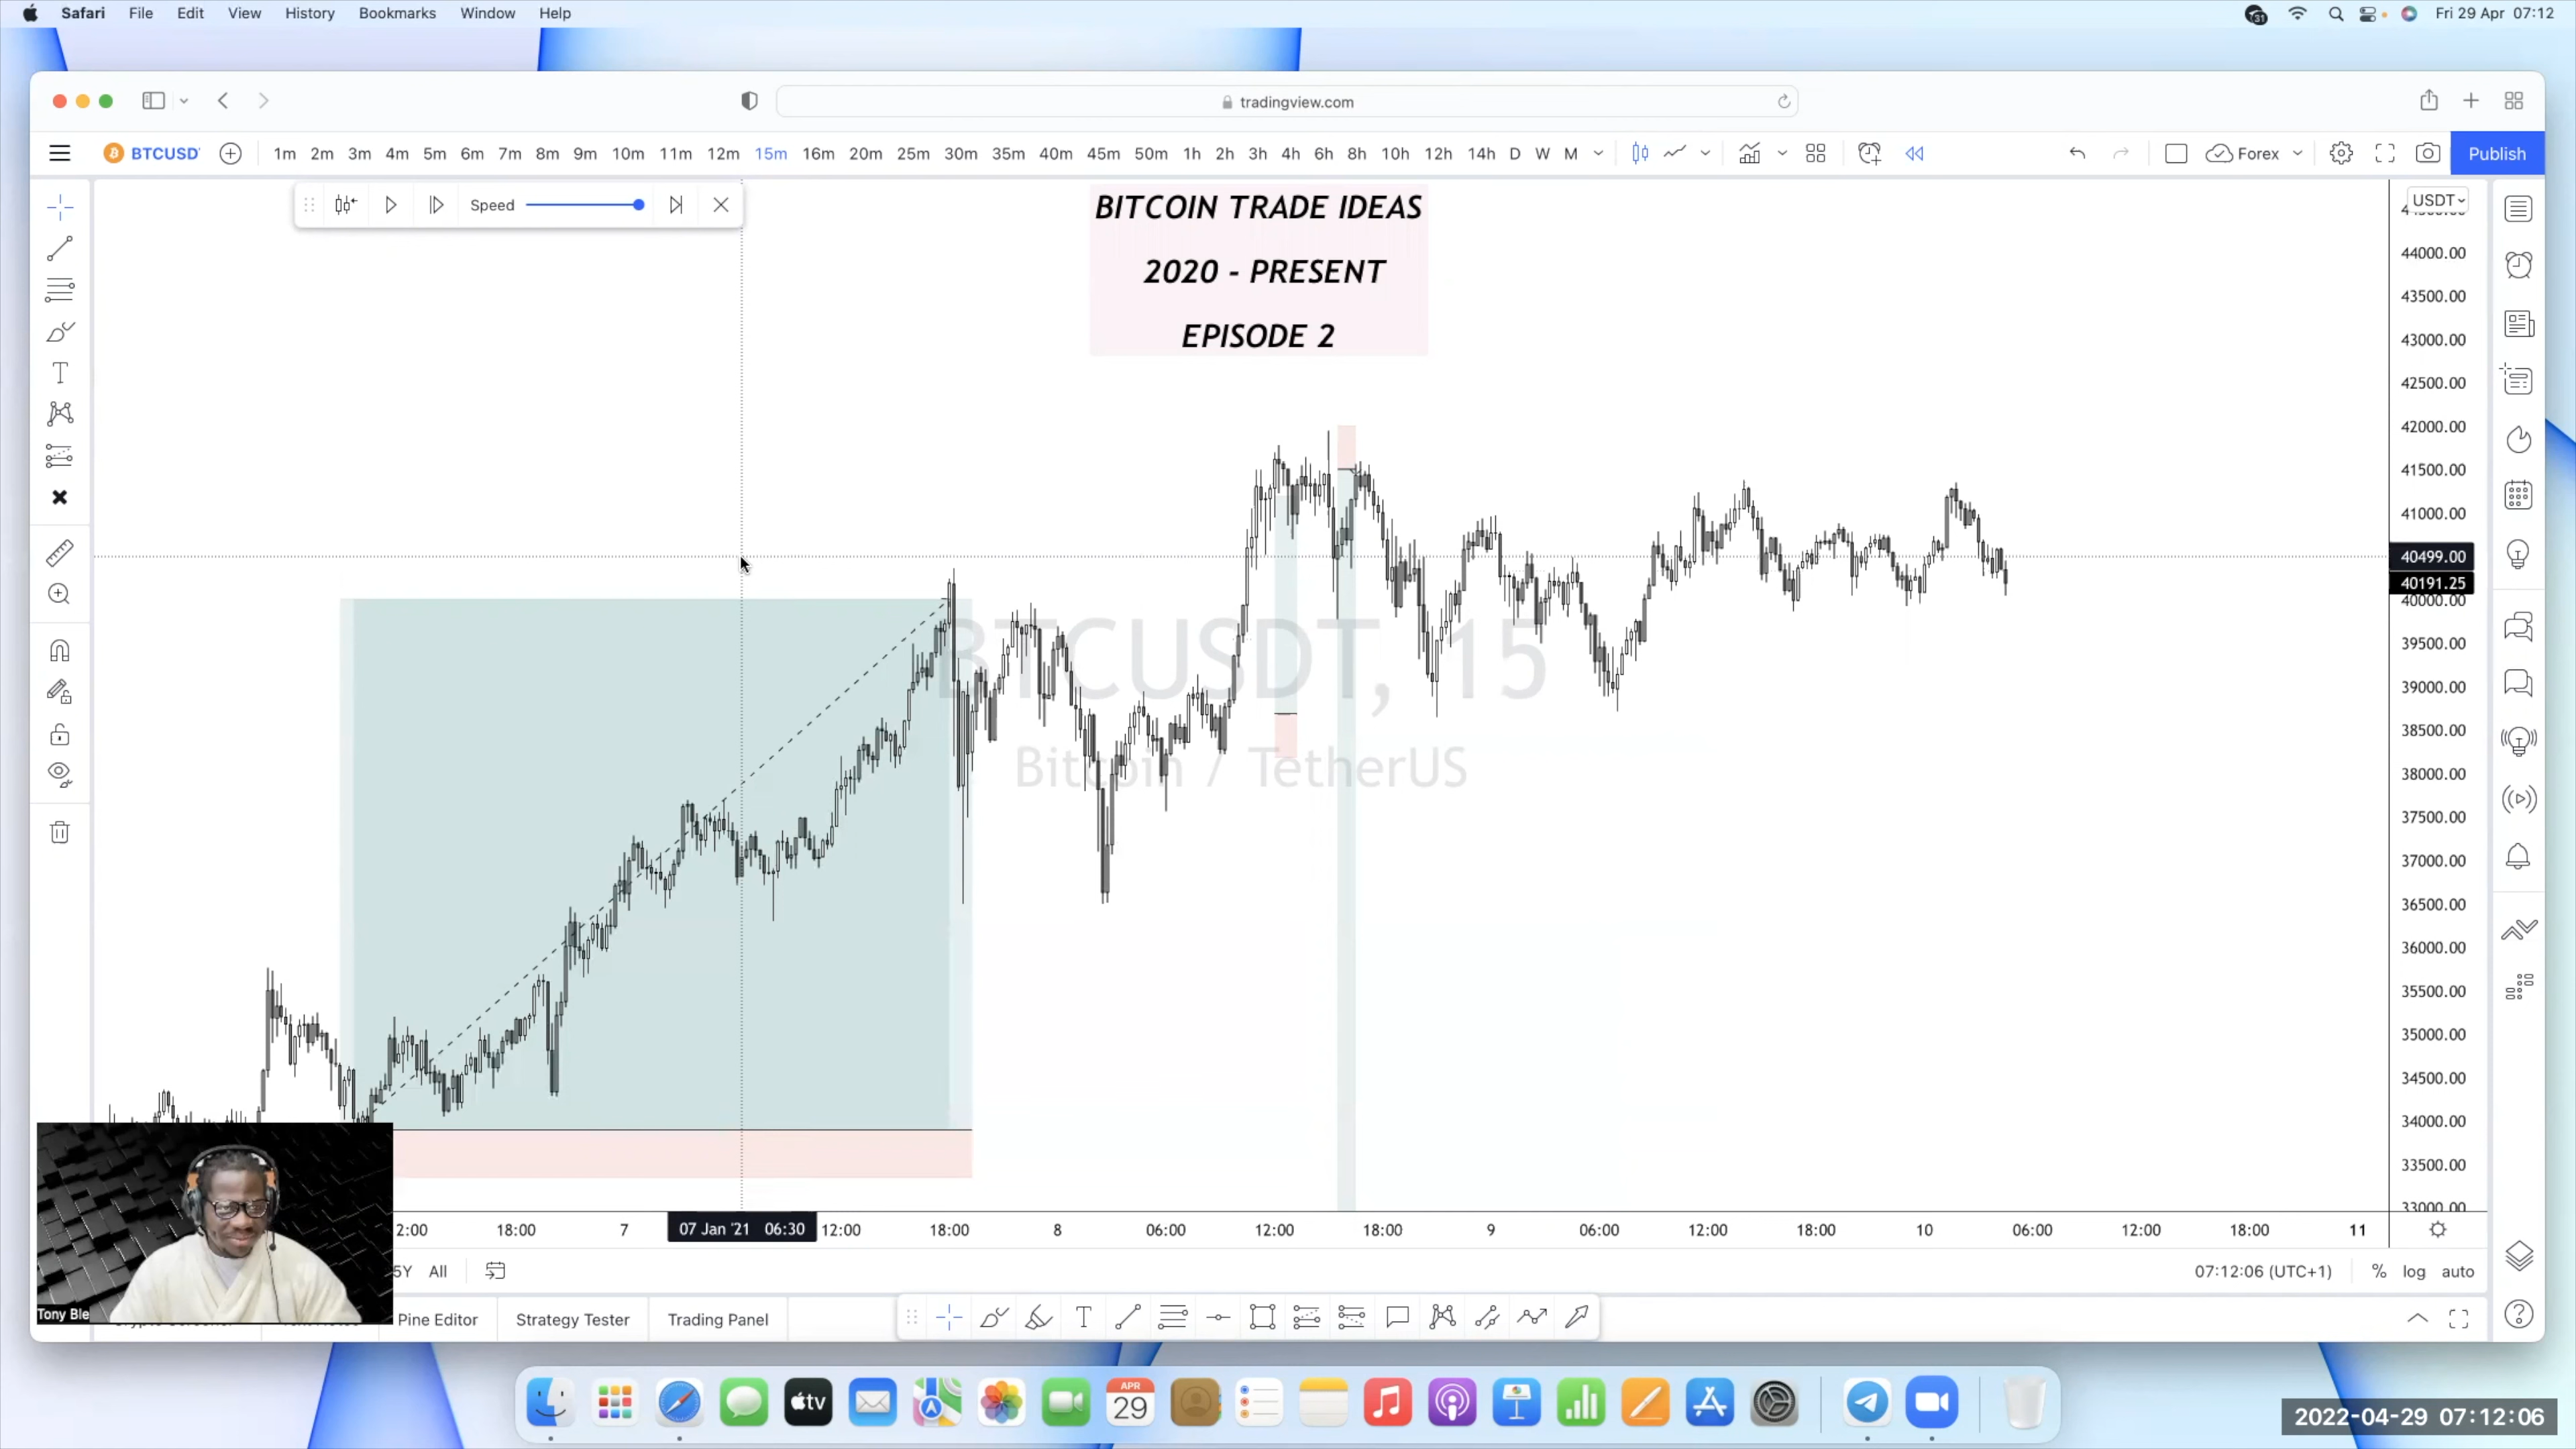 Safari File Edit View History Bookmarks Window Help
31
Fri 29 Apr 07:12
tradingview.com
BTCUSD
1m 2m 3m 4m 5m 6m 7m 8m 9m 10m 11m 12m 15m 16m 20m 25m 30m 35m 40m 45m 50m 1h 2h 3h 4h 6h 8h 10h 12h 14h D W M
Forex
Publish
Speed
BITCOIN TRADE IDEAS
2020 - PRESENT
EPISODE 2
USDT
44000.00
43500.00
43000.00
42500.00
42000.00
41500.00
41000.00
40499.00
40191.25
40000.00
39500.00
39000.00
38500.00
38000.00
37500.00
37000.00
36500.00
36000.00
35500.00
35000.00
34500.00
34000.00
33500.00
33000.00
BTCUSDT, 15
Bitcoin / TetherUS
2:00 18:00 7 07 Jan '21 06:30 12:00 18:00 8 06:00 12:00 18:00 9 06:00 12:00 18:00 10 06:00 12:00 18:00 11
5Y All
07:12:06 (UTC+1) % log auto
Tony Ble
Pine Editor Strategy Tester Trading Panel
tv
APR
29
2022-04-29 07:12:06